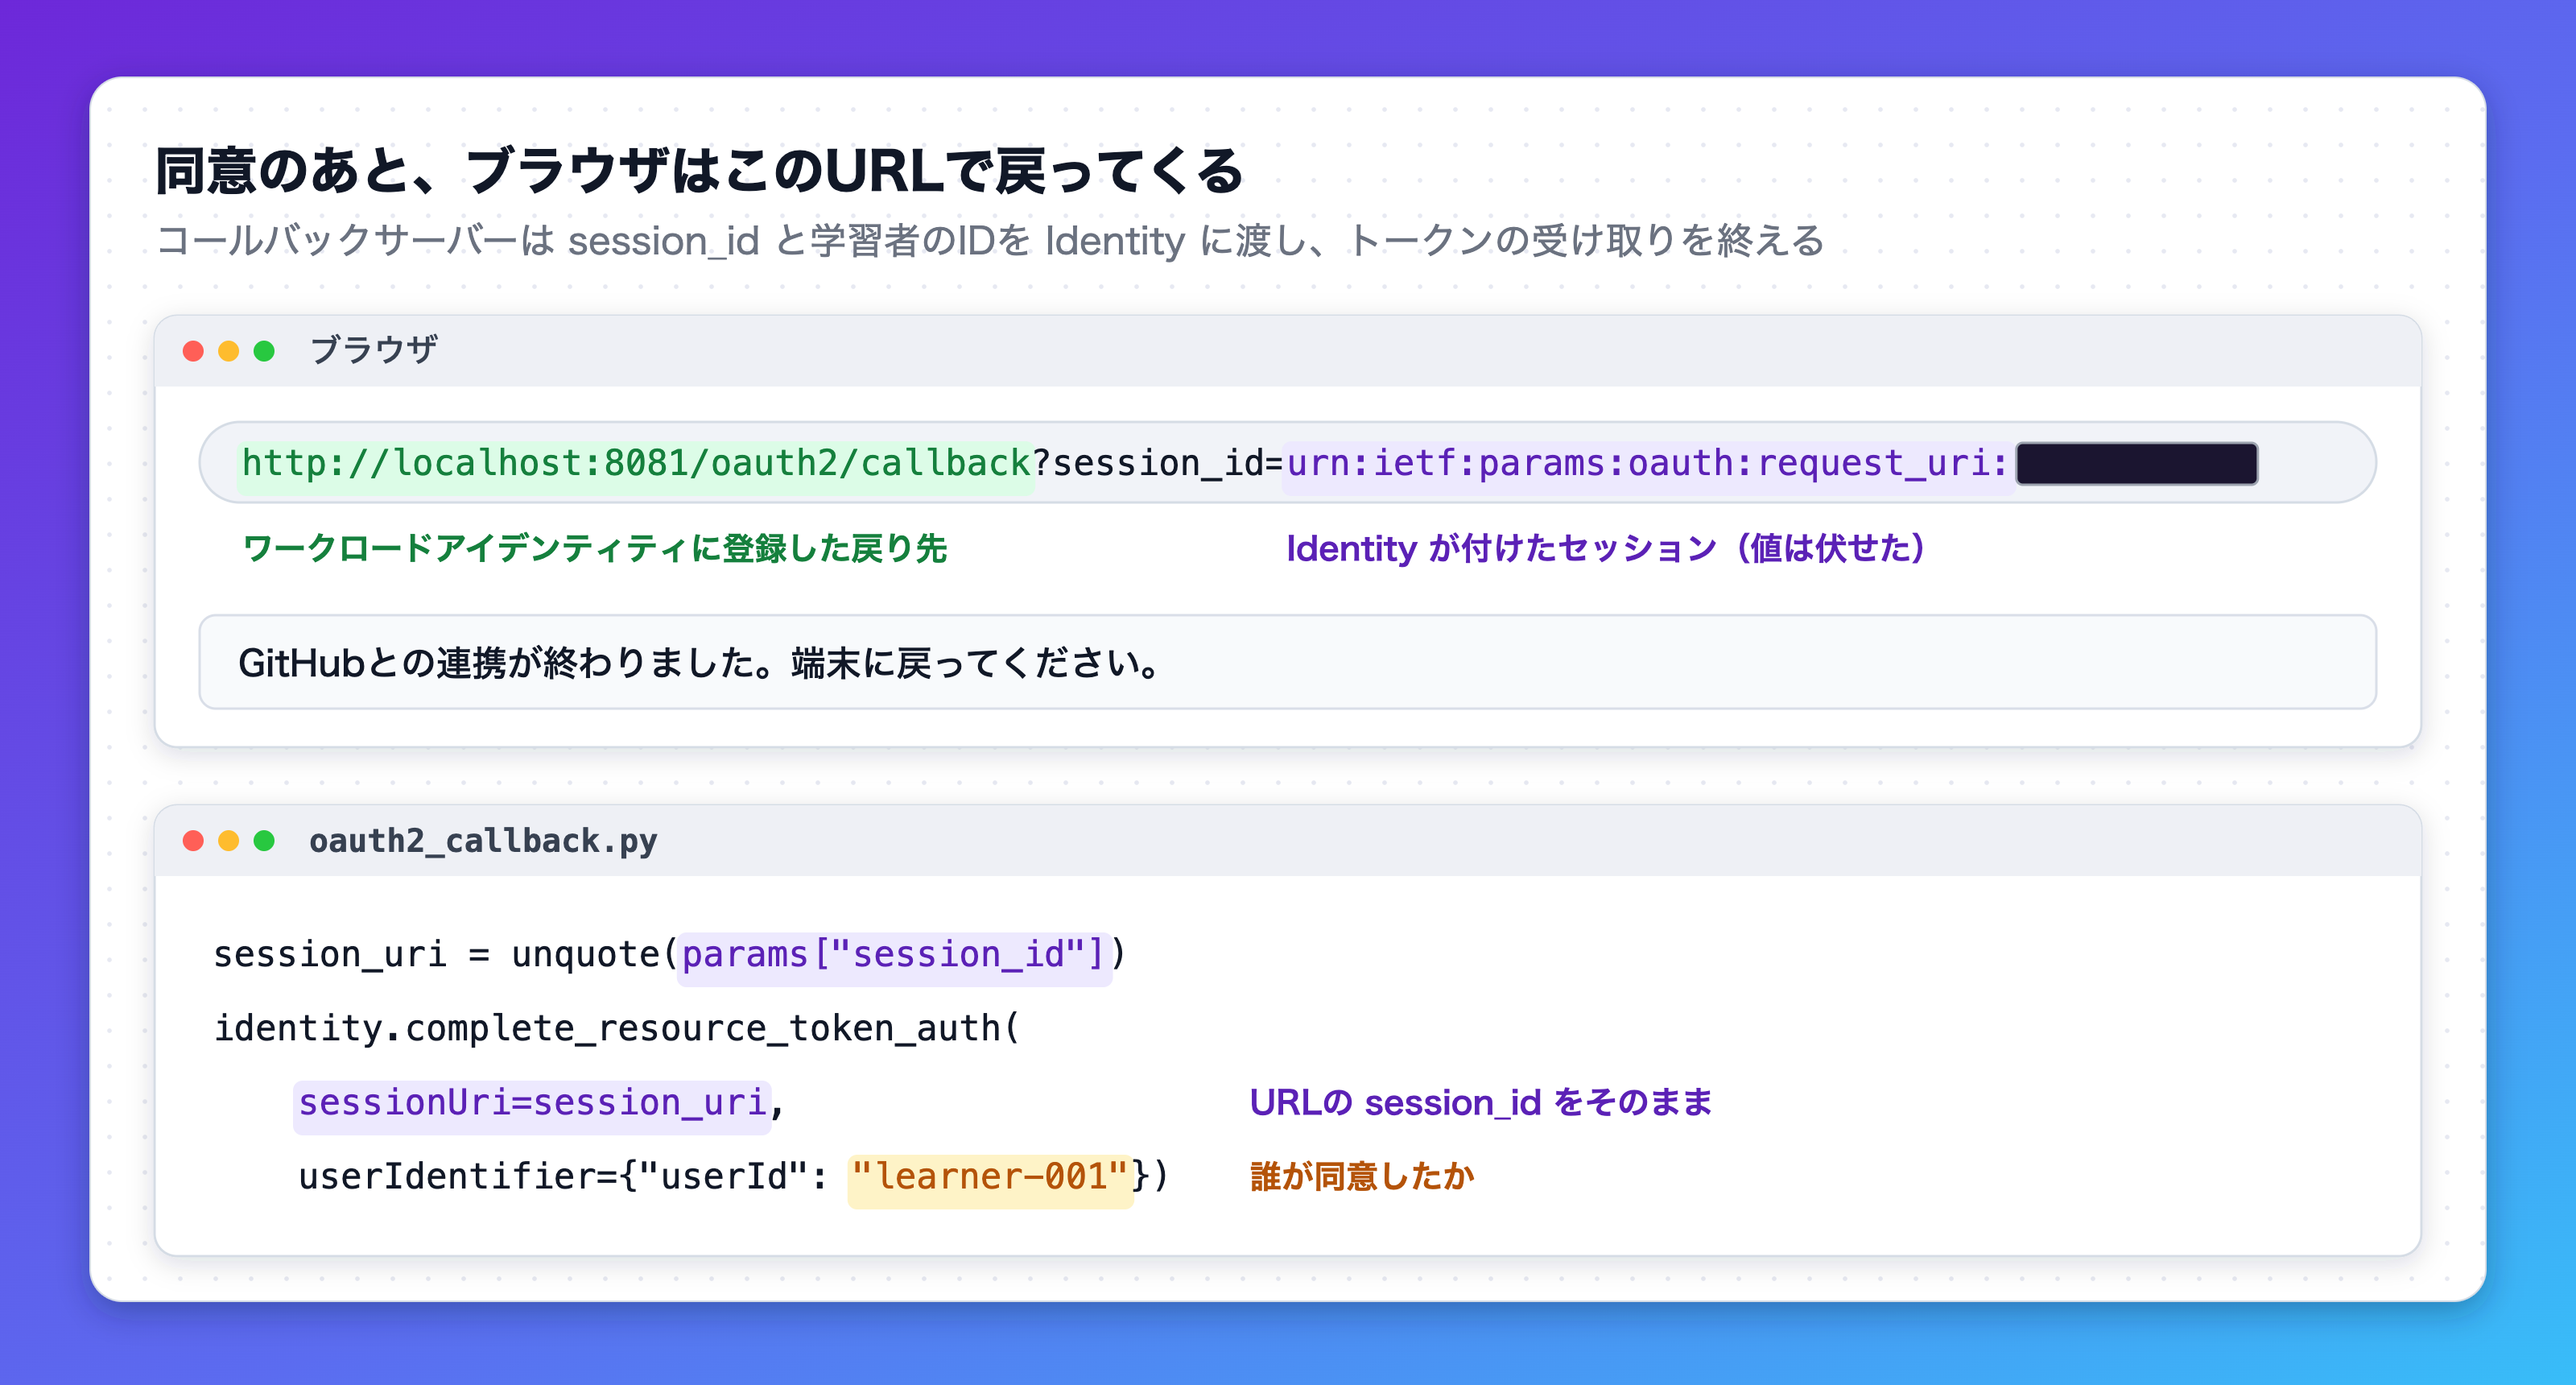 同意のあと、ブラウザはこのURLで戻ってくる
コールバックサーバーは session_id と学習者のIDを Identity に渡し、トークンの受け取りを終える
ブラウザ
http://localhost:8081/oauth2/callback?session_id=urn:ietf:params:oauth:request_uri:
ワークロードアイデンティティに登録した戻り先 Identity が付けたセッション（値は伏せた）
GitHubとの連携が終わりました。端末に戻ってください。
oauth2_callback.py
session_uri = unquote(params["session_id"])
identity.complete_resource_token_auth(
sessionUri=session_uri, URLの session_id をそのまま
userIdentifier={"userId": "learner-001"}) 誰が同意したか